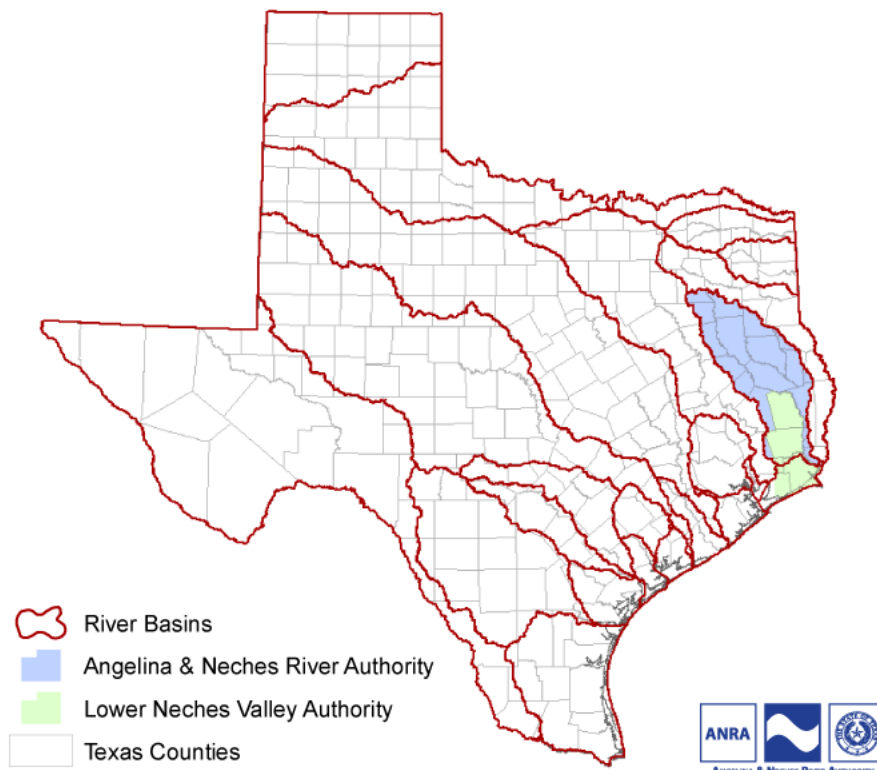 River Basins
Angelina & Neches River Authority
Lower Neches Valley Authority
Texas Counties
ANRA